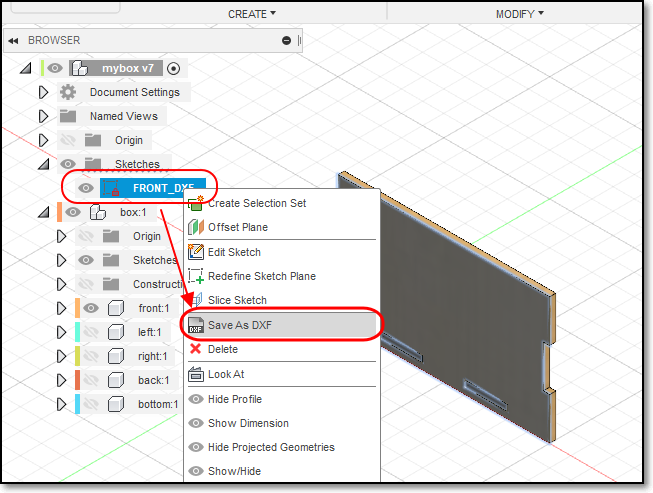 CREATE MODIFY
BROWSER
mybox v7
Document Settings
Named Views
Origin
Sketches
FRONT_DXF
Create Selection Set
box:1
Offset Plane
Origin
Edit Sketch
Sketches
Redefine Sketch Plane
Constructi
Slice Sketch
front:1
DXF Save As DXF
left:1
Delete
right:1
Look At
back:1
Hide Profile
bottom:1
Show Dimension
Hide Projected Geometries
Show/Hide